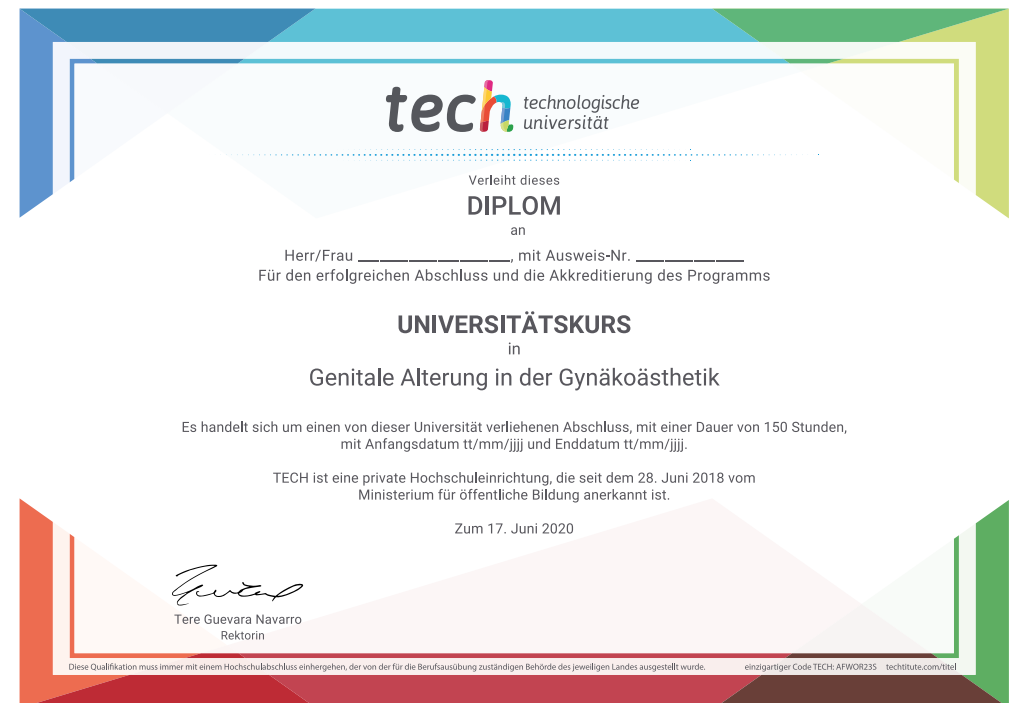 tech technologische
universität
Verleiht dieses
DIPLOM
an
Herr/Frau ____________________, mit Ausweis-Nr. ______________
Für den erfolgreichen Abschluss und die Akkreditierung des Programms
UNIVERSITÄTSKURS
in
Genitale Alterung in der Gynäkoästhetik
Es handelt sich um einen von dieser Universität verliehenen Abschluss, mit einer Dauer von 150 Stunden,
mit Anfangsdatum tt/mm/jjjj und Enddatum tt/mm/jjjj.
TECH ist eine private Hochschuleinrichtung, die seit dem 28. Juni 2018 vom
Ministerium für öffentliche Bildung anerkannt ist.
Zum 17. Juni 2020
Tere Guevara Navarro
Rektorin
Diese Qualifikation muss immer mit einem Hochschulabschluss einhergehen, der von der für die Berufsausübung zuständigen Behörde des jeweiligen Landes ausgestellt wurde. einzigartiger Code TECH: AFWOR23S techtitute.com/titel